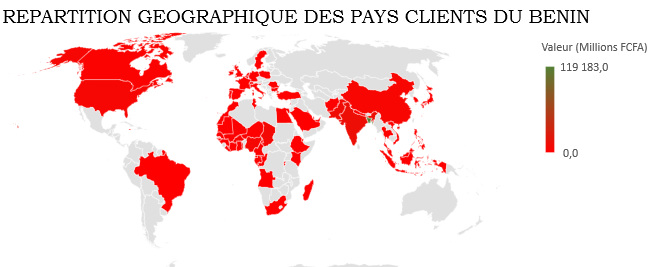 REPARTITION GEOGRAPHIQUE DES PAYS CLIENTS DU BENIN
Valeur (Millions FCFA)
119 183,0
0,0